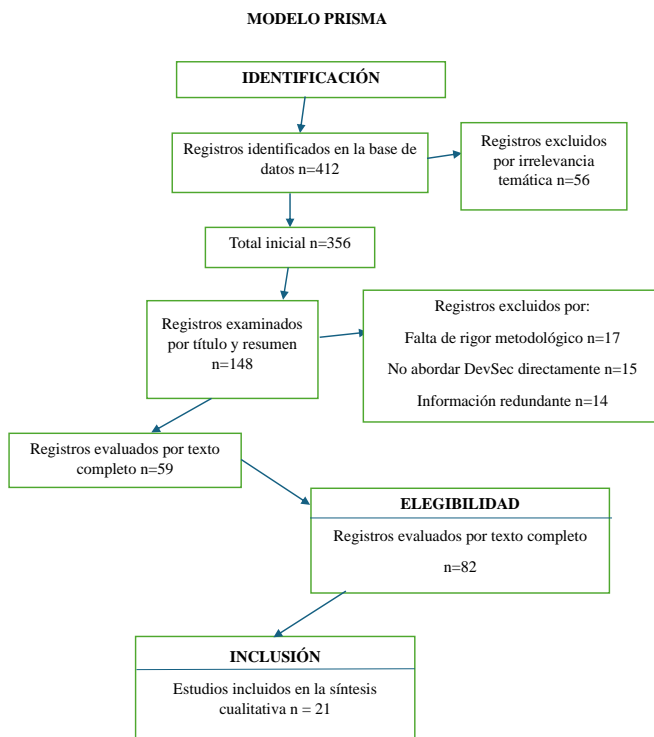 MODELO PRISMA
IDENTIFICACIÓN
Registros identificados en la base de
datos n=412
Registros excluidos
por irrelevancia
temática n=56
Total inicial n=356
Registros examinados
por título y resumen
n=148
Registros excluidos por:
Falta de rigor metodológico n=17
No abordar DevSec directamente n=15
Información redundante n=14
Registros evaluados por texto
completo n=59
ELEGIBILIDAD
Registros evaluados por texto completo
n=82
INCLUSIÓN
Estudios incluidos en la síntesis
cualitativa n = 21